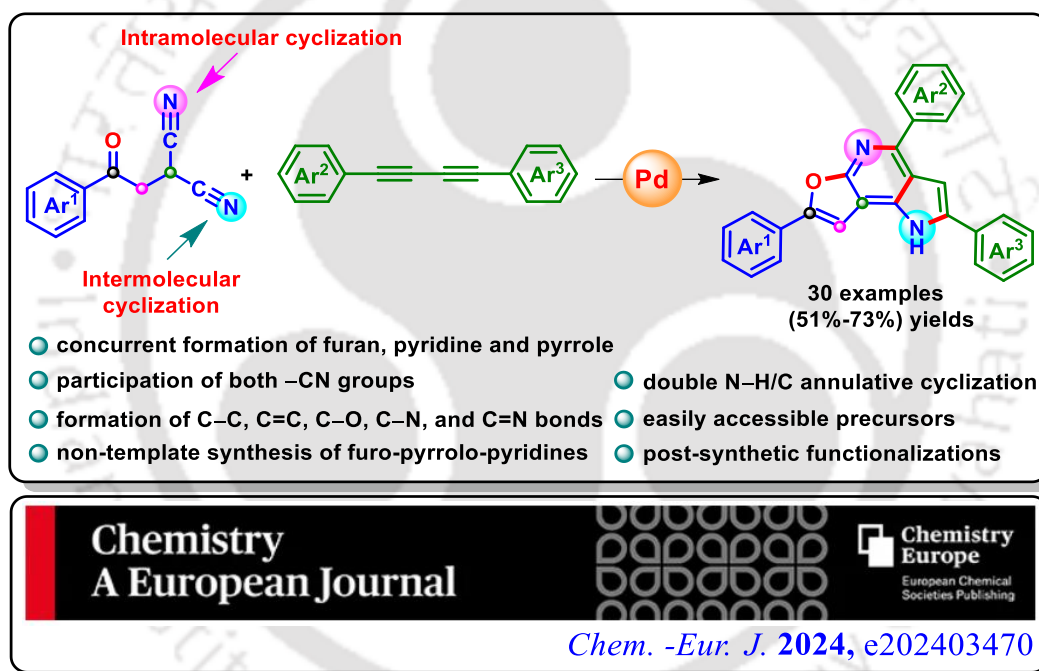 Intramolecular cyclization
N
C
O
Ar1
C
N
+
Ar2
Ar3
Pd
Ar2
N
O
Ar1
N
H
Ar3
Intermolecular
cyclization
30 examples
(51%-73%) yields
concurrent formation of furan, pyridine and pyrrole
participation of both –CN groups
double N–H/C annulative cyclization
formation of C–C, C=C, C–O, C–N, and C=N bonds
easily accessible precursors
non-template synthesis of furo-pyrrolo-pyridines
post-synthetic functionalizations
Chemistry
A European Journal
Chemistry
Europe
European Chemical
Societies Publishing
Chem. -Eur. J. 2024, e202403470